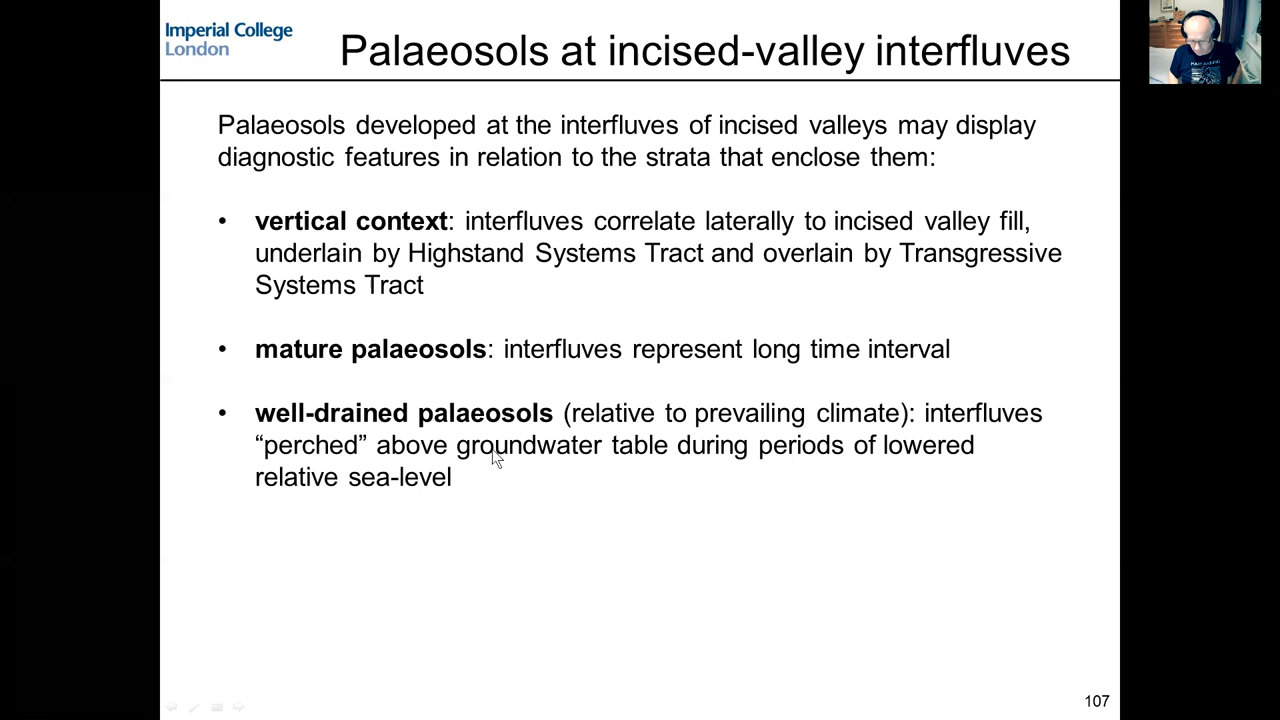 Imperial College
London
Palaeosols at incised-valley interfluves
Palaeosols developed at the interfluves of incised valleys may display
diagnostic features in relation to the strata that enclose them:
• vertical context: interfluves correlate laterally to incised valley fill,
underlain by Highstand Systems Tract and overlain by Transgressive
Systems Tract
• mature palaeosols: interfluves represent long time interval
• well-drained palaeosols (relative to prevailing climate): interfluves
“perched” above groundwater table during periods of lowered
relative sea-level
107